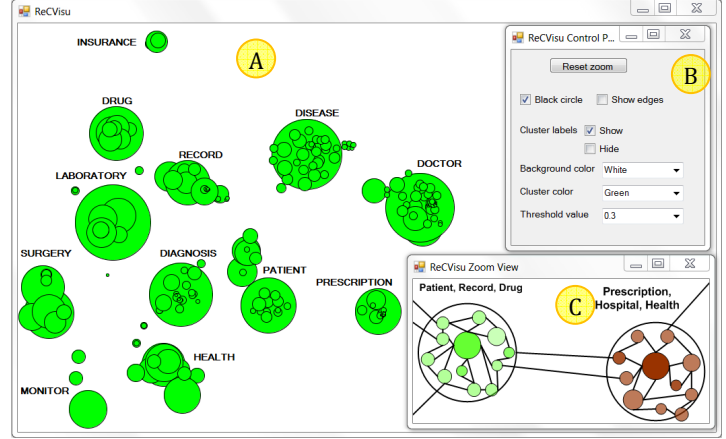 ReCVisu
INSURANCE
A
DRUG
DISEASE
RECORD
DOCTOR
LABORATORY
SURGERY
DIAGNOSIS
PATIENT
PRESCRIPTION
HEALTH
MONITOR
ReCVisu Control P...
Reset zoom
B
Black circle Show edges
Cluster labels Show
Hide
Background color White
Cluster color Green
Threshold value 0.3
ReCVisu Zoom View
Patient, Record, Drug
Prescription,
Hospital, Health
C